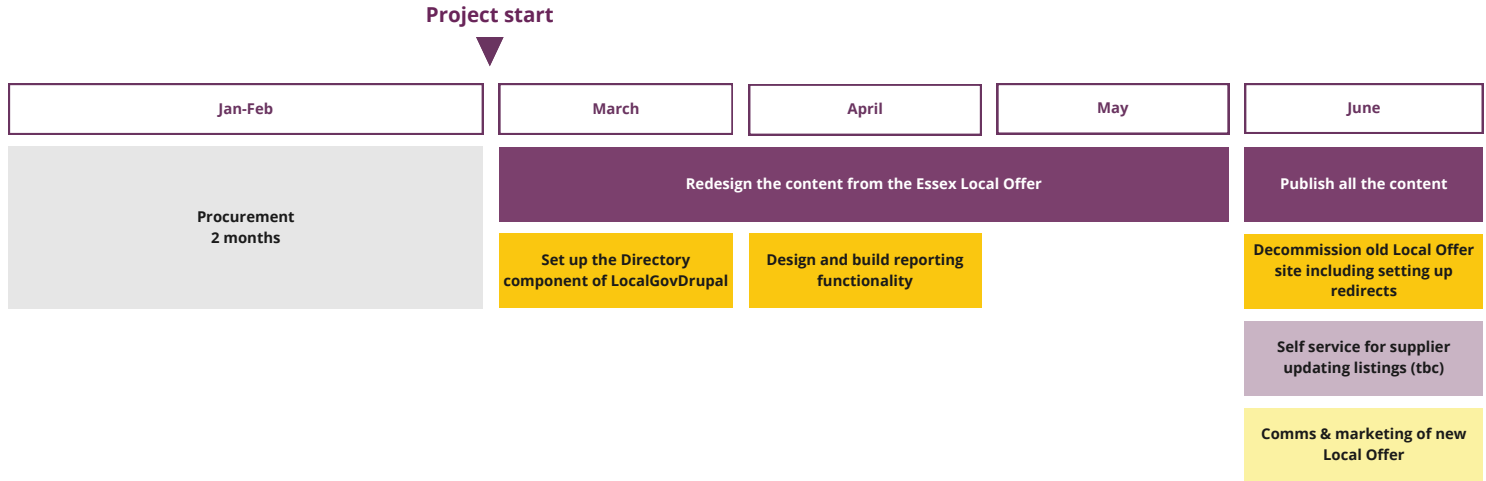 Project start
Jan-Feb
March
April
May
June
Procurement
2 months
Redesign the content from the Essex Local Offer
Publish all the content
Set up the Directory
component of LocalGovDrupal
Design and build reporting
functionality
Decommission old Local Offer
site including setting up
redirects
Self service for supplier
updating listings (tbc)
Comms & marketing of new
Local Offer